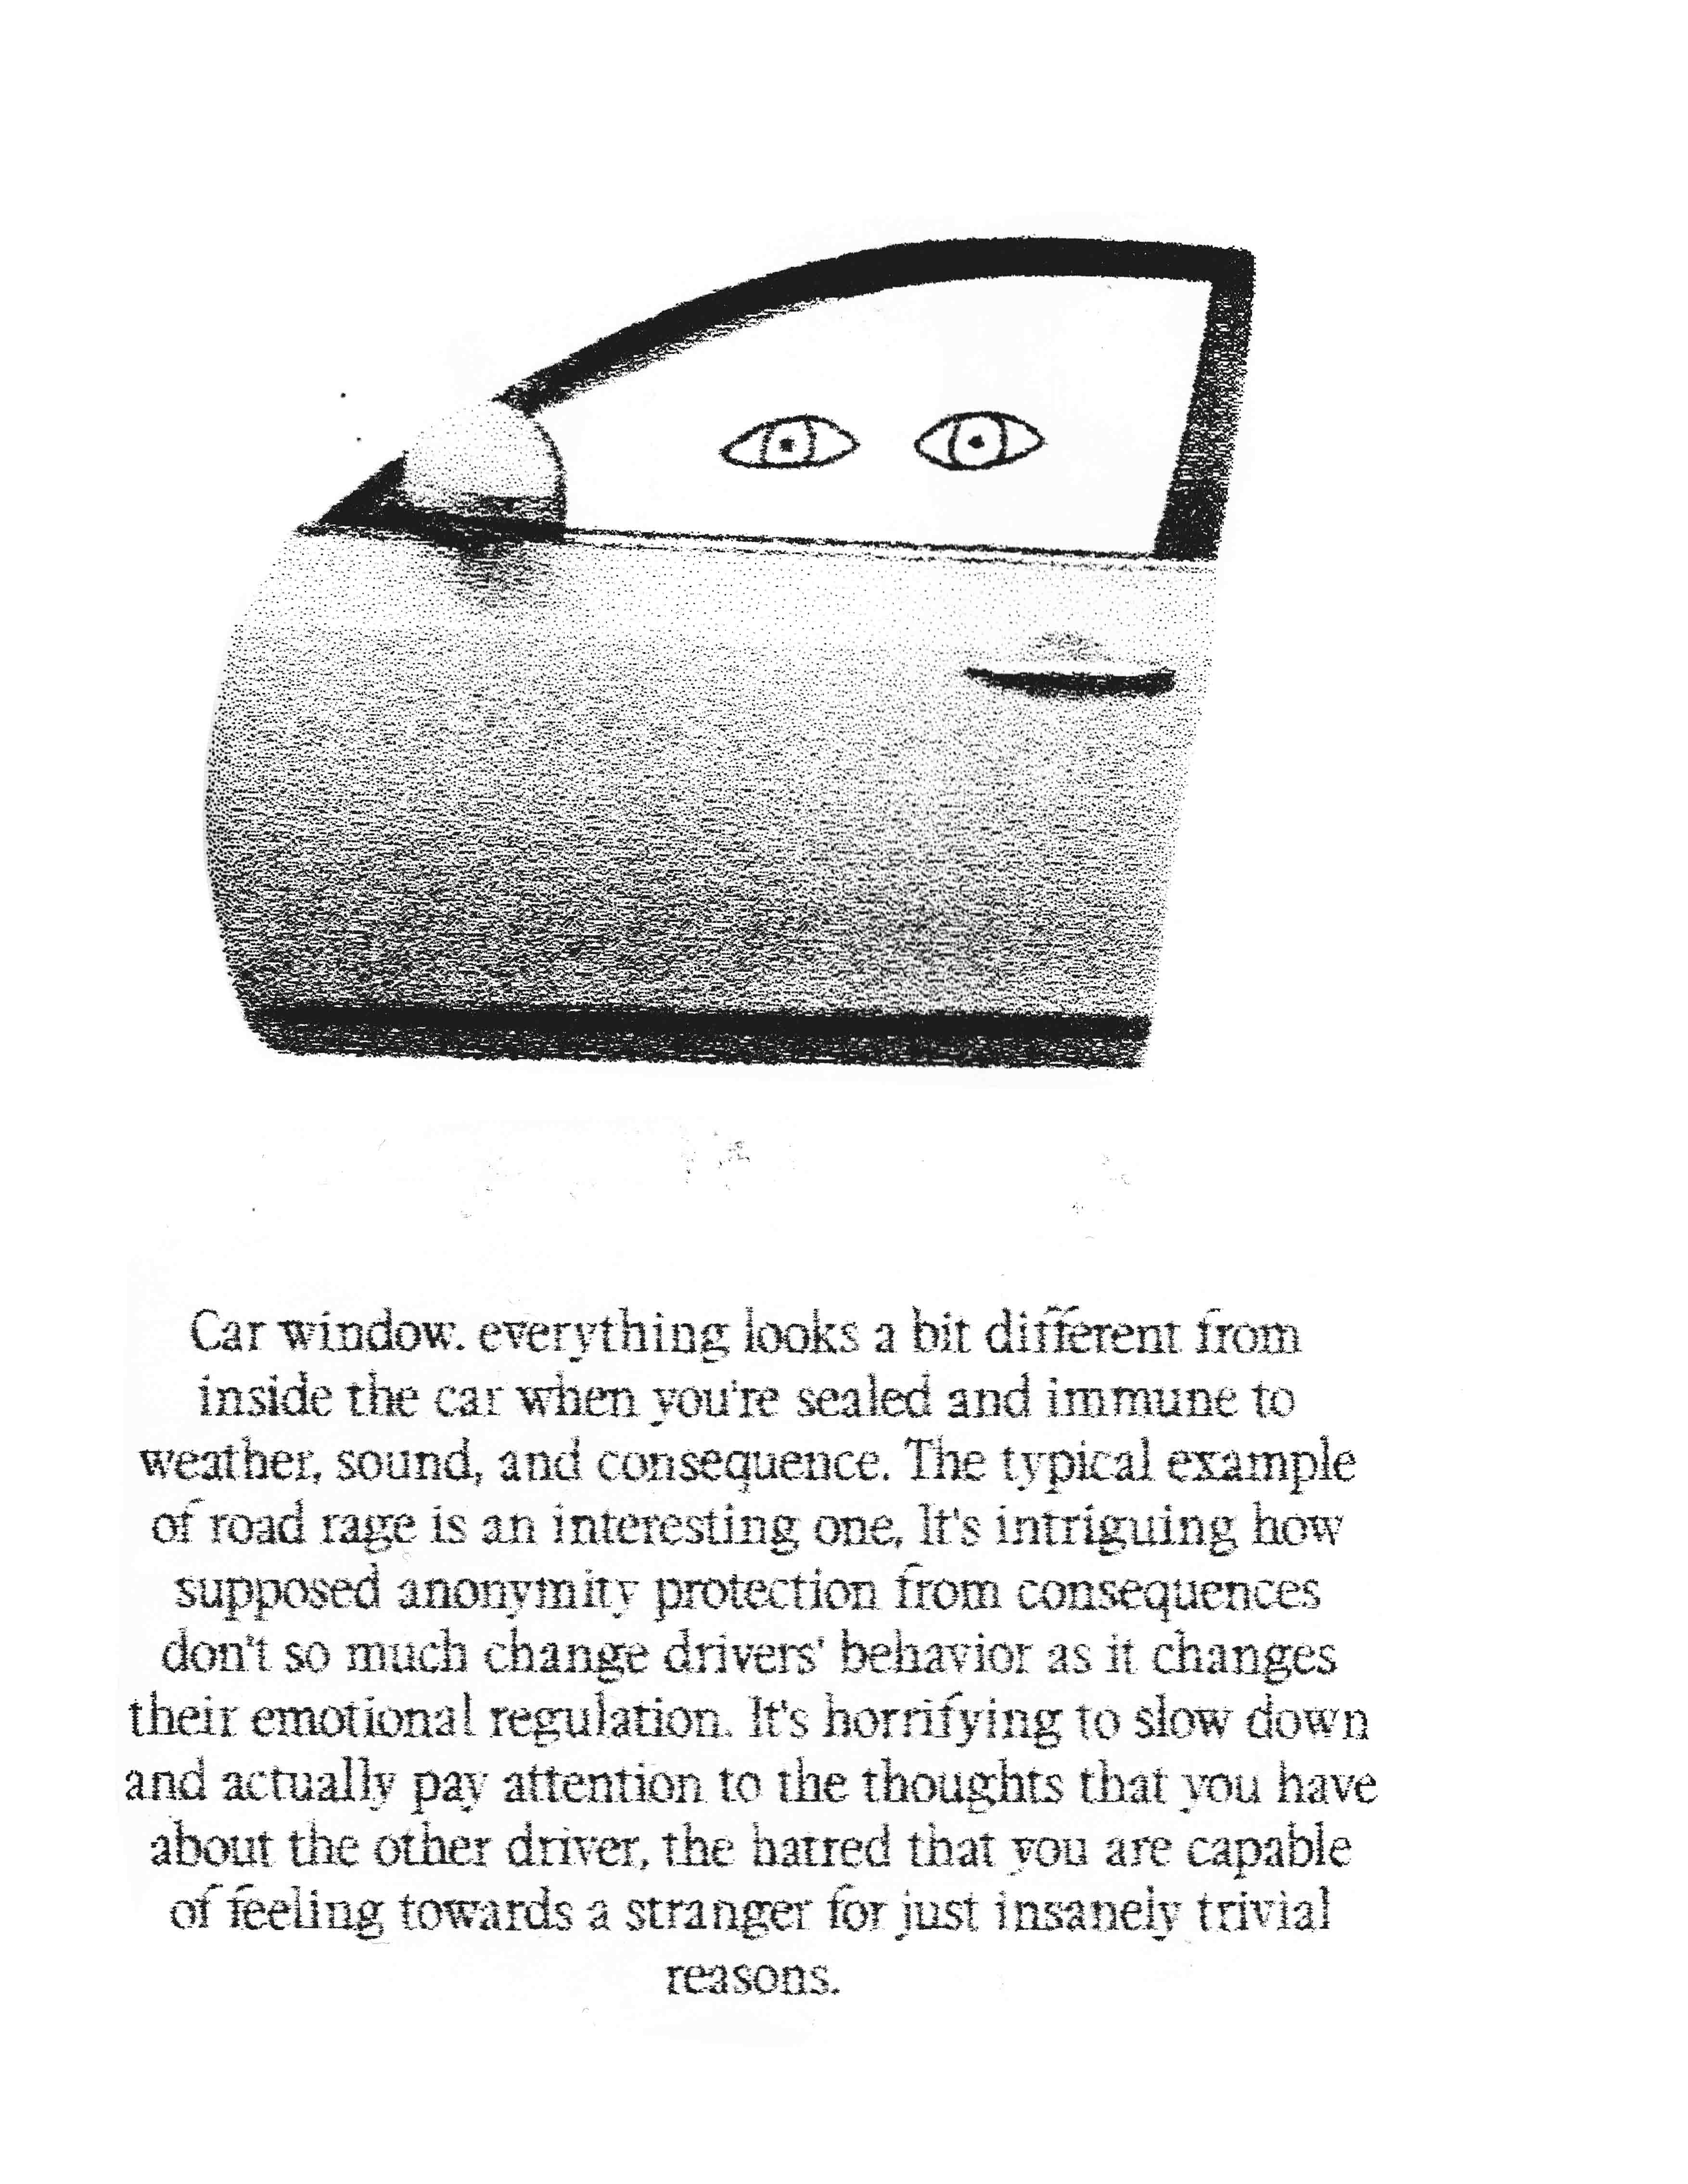 Car window. everything looks a bit different from
inside the car when you're sealed and immune to
weather, sound, and consequence. The typical example
of road rage is an interesting one, It's intriguing how
supposed anonymity protection from consequences
don't so much change drivers' behavior as it changes
their emotional regulation. It's horrifying to slow down
and actually pay attention to the thoughts that you have
about the other driver, the hatred that you are capable
of feeling towards a stranger for just insanely trivial
reasons.